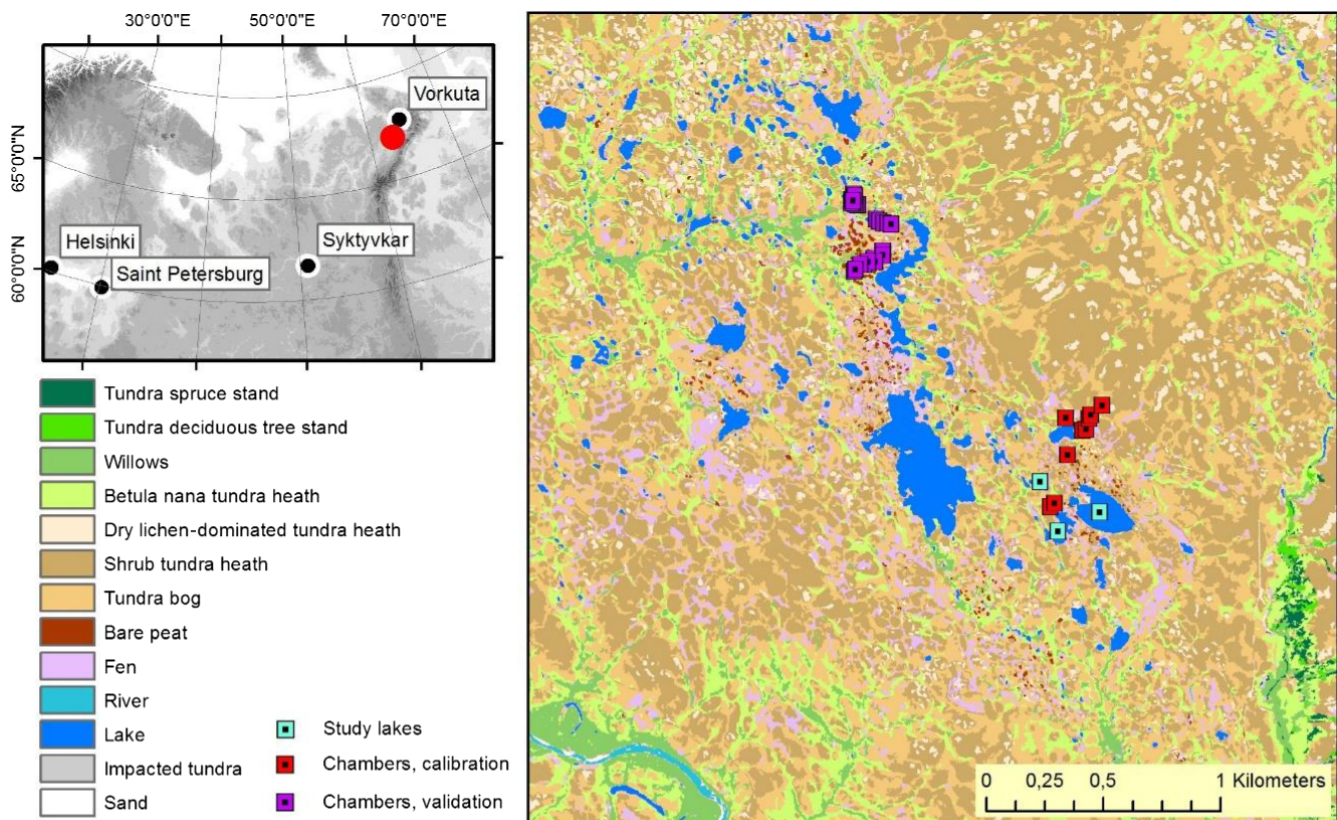 30°0'0"E 50°0'0"E 70°0'0"E
65°0'0"N
60°0'0"N
Vorkuta
Helsinki
Saint Petersburg
Syktyvkar
Tundra spruce stand
Tundra deciduous tree stand
Willows
Betula nana tundra heath
Dry lichen-dominated tundra heath
Shrub tundra heath
Tundra bog
Bare peat
Fen
River
Lake
Impacted tundra
Sand
Study lakes
Chambers, calibration
Chambers, validation
0 0,25 0,5 1 Kilometers